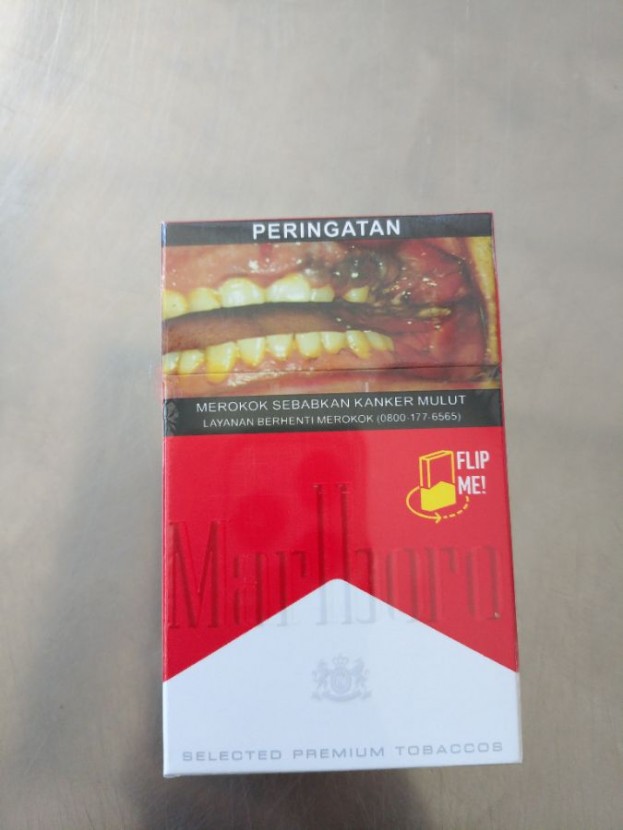 PERINGATAN
MEROKOK SEBABKAN KANKER MULUT
LAYANAN BERHENTI MEROKOK (0800-177-6565)
FLIP
ME!
Marlboro
SELECTED PREMIUM TOBACCOS